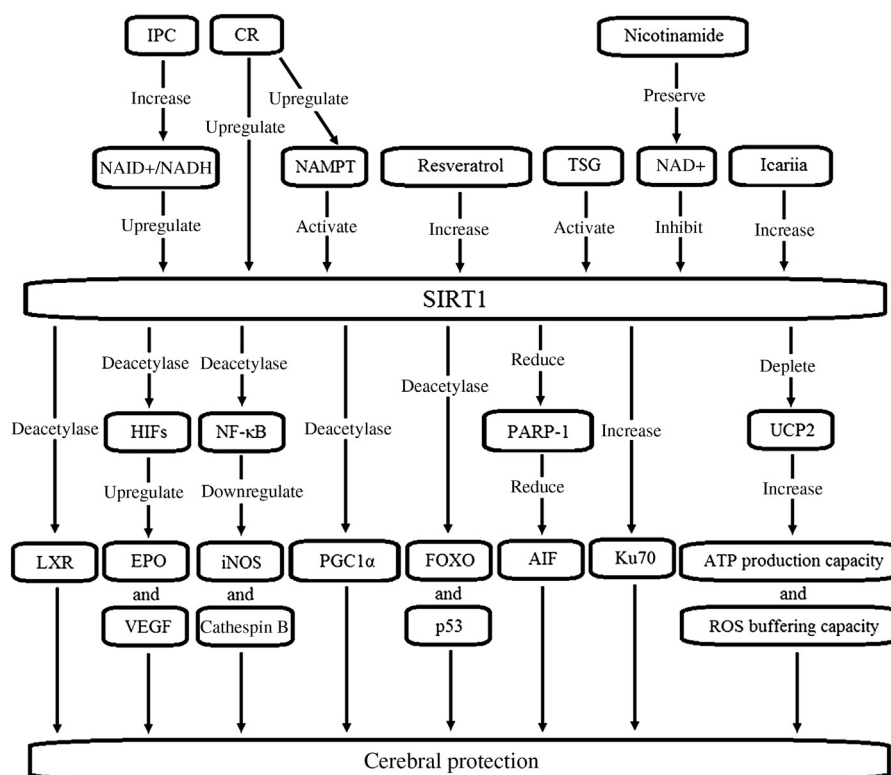 IPC CR Nicotinamide
Increase Upregulate Preserve
Upregulate
NAID+/NADH NAMPT Resveratrol TSG NAD+ Icariia
Upregulate Activate Increase Activate Inhibit Increase
SIRT1
Deacetylase Deacetylase Reduce Deplete
Deacetylase
Deacetylase HIFs NF-κB Deacetylase PARP-1 Increase UCP2
Upregulate Downregulate Reduce Increase
LXR EPO iNOS PGC1α FOXO AIF Ku70 ATP production capacity
and and and and
VEGF Cathespin B p53 ROS buffering capacity
Cerebral protection